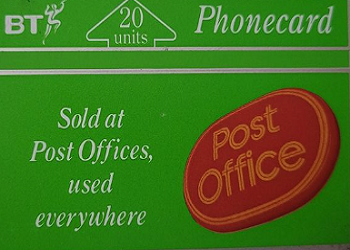 BT
20
units
Phonecard
Sold at
Post Offices,
used
everywhere
Post
Office